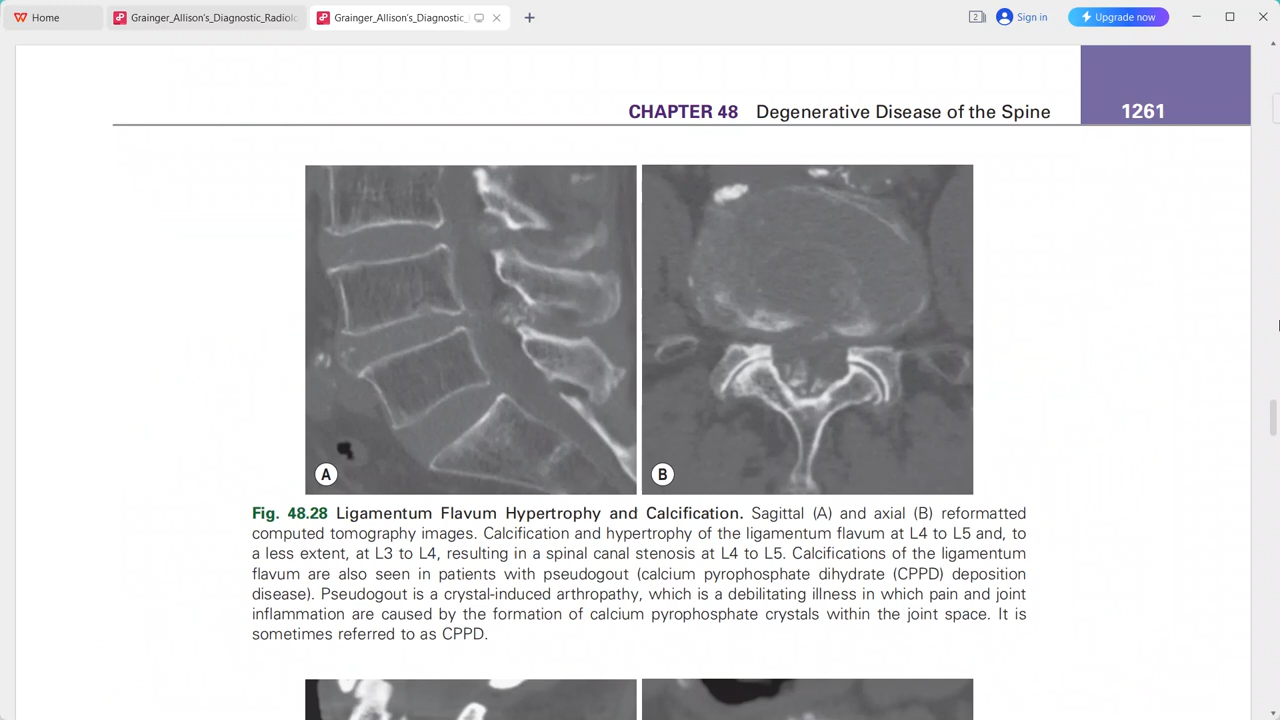 Home
Grainger_Allison's_Diagnostic_Radiolo
Grainger_Allison's_Diagnostic_
2
Sign in
Upgrade now
CHAPTER 48 Degenerative Disease of the Spine 1261
A
B
Fig. 48.28 Ligamentum Flavum Hypertrophy and Calcification. Sagittal (A) and axial (B) reformatted
computed tomography images. Calcification and hypertrophy of the ligamentum flavum at L4 to L5 and, to
a less extent, at L3 to L4, resulting in a spinal canal stenosis at L4 to L5. Calcifications of the ligamentum
flavum are also seen in patients with pseudogout (calcium pyrophosphate dihydrate (CPPD) deposition
disease). Pseudogout is a crystal-induced arthropathy, which is a debilitating illness in which pain and joint
inflammation are caused by the formation of calcium pyrophosphate crystals within the joint space. It is
sometimes referred to as CPPD.